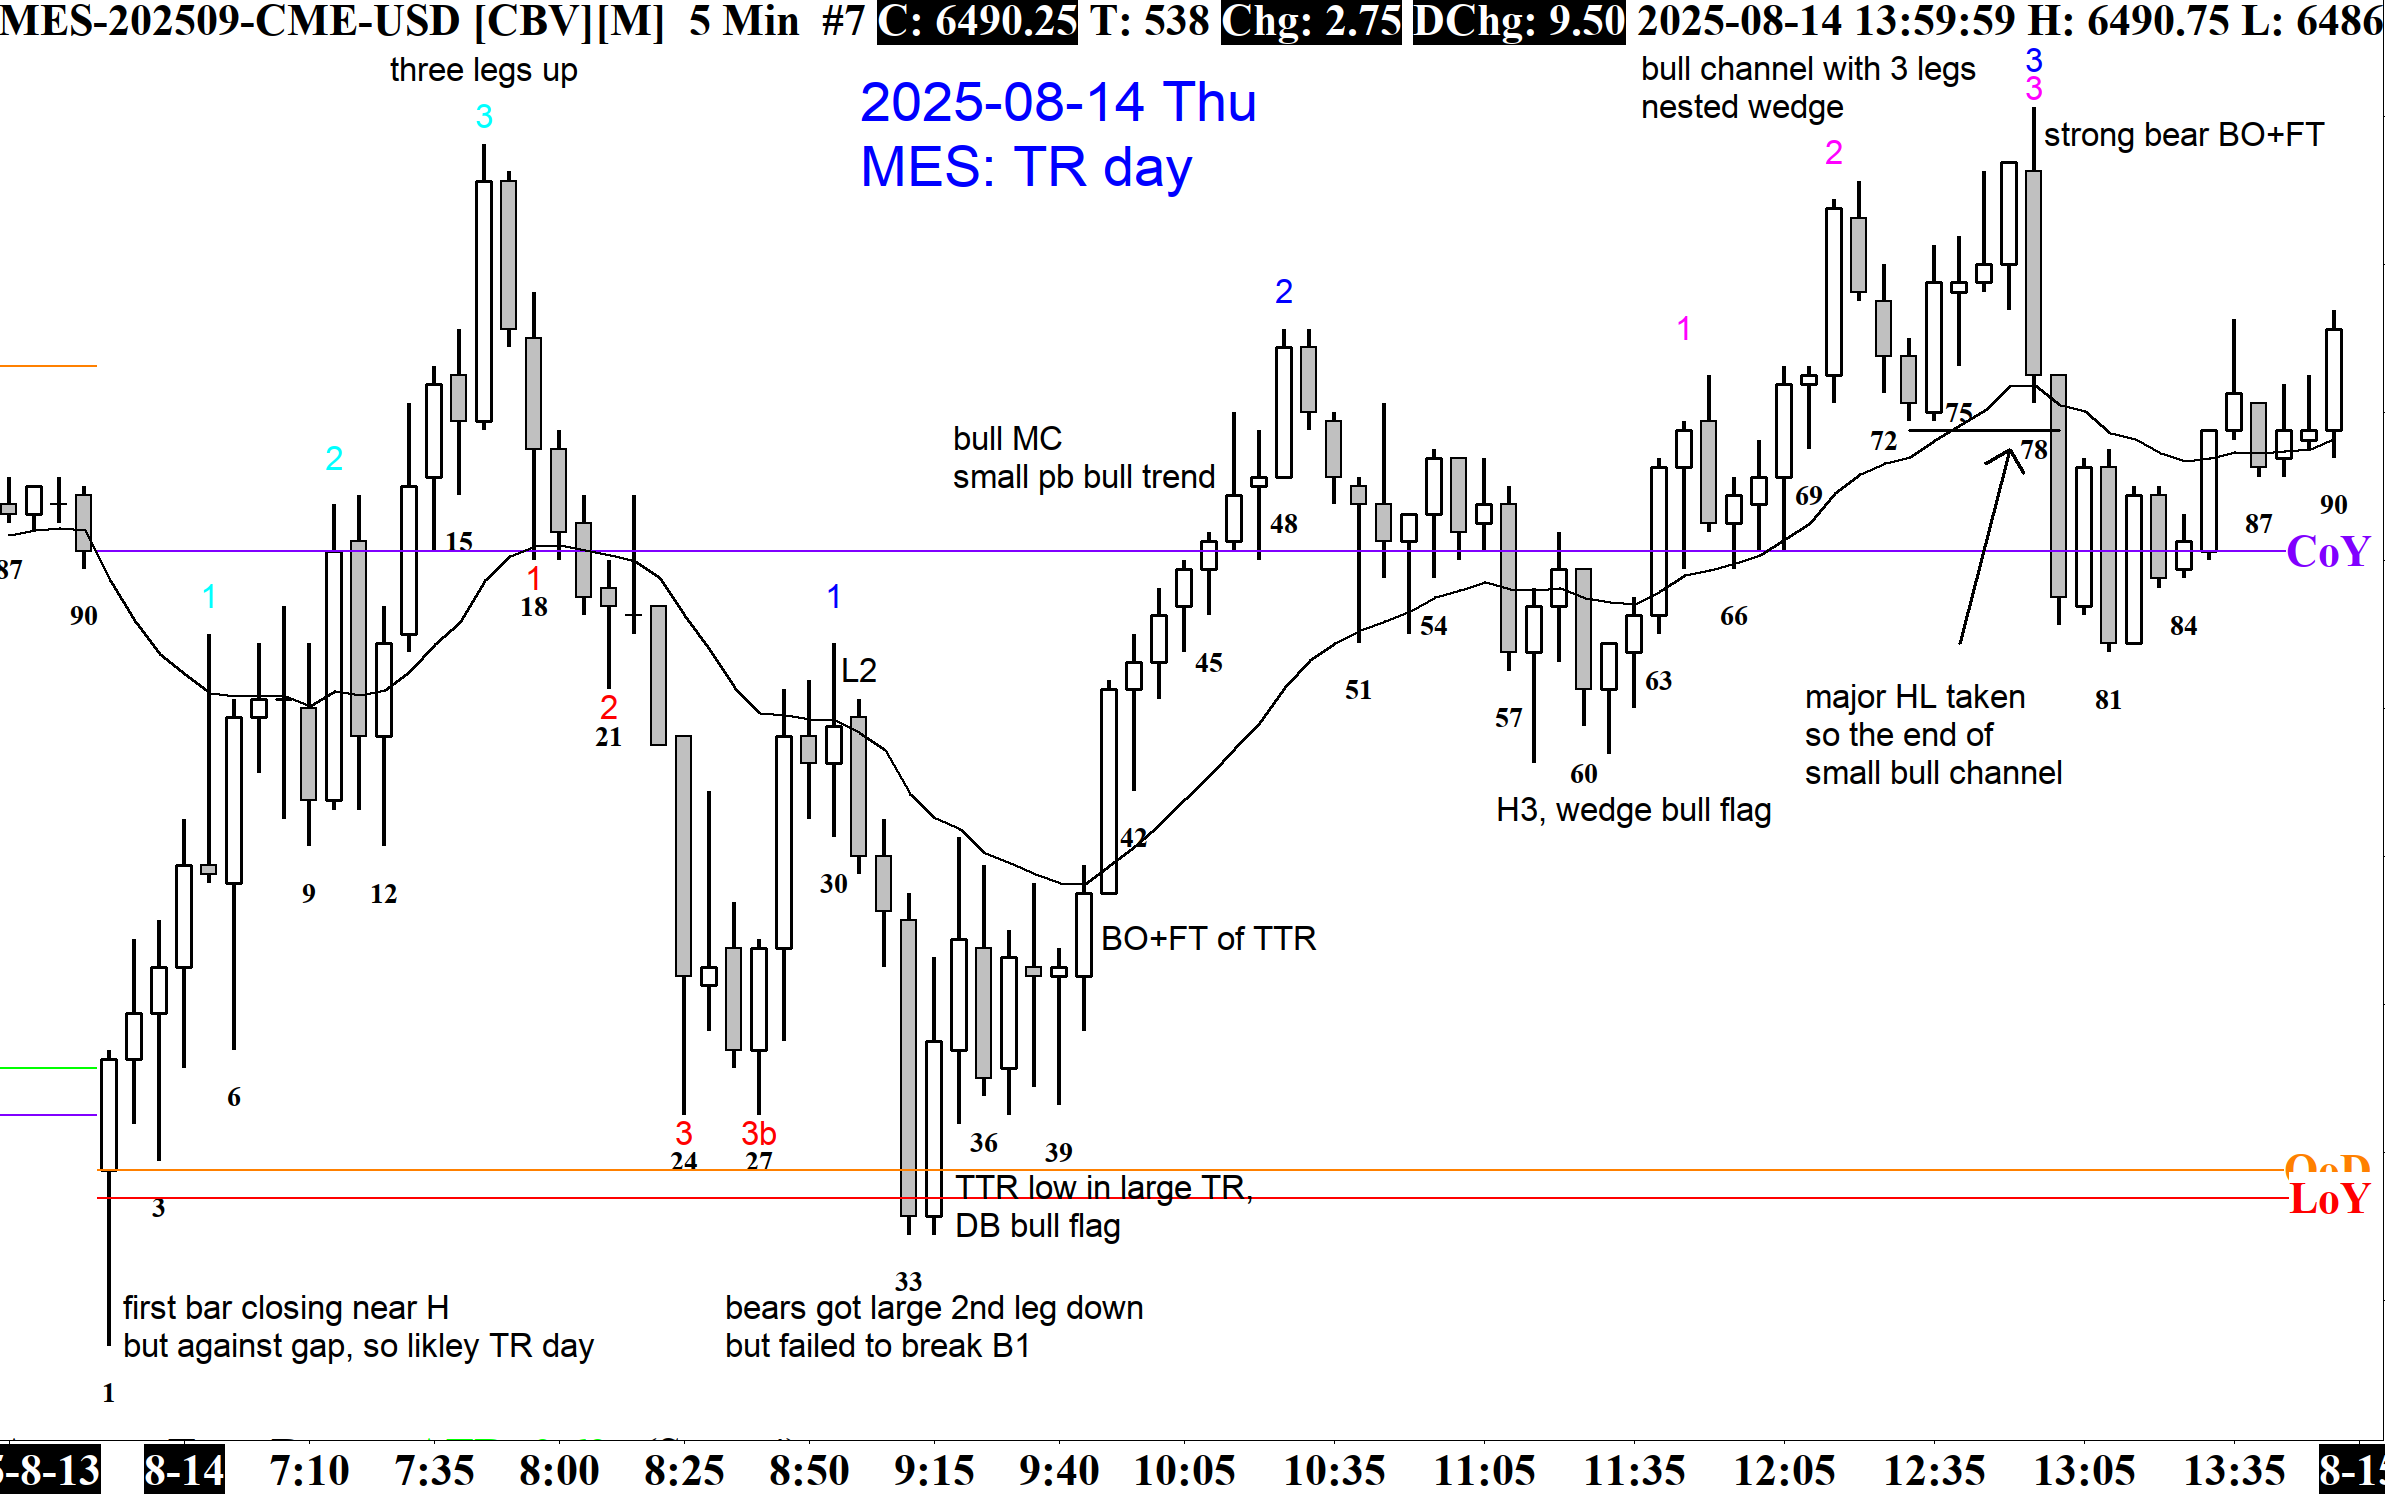 MES-202509-CME-USD [CBV][M] 5 Min #7 C: 6490.25 T: 538 Chg: 2.75 DChg: 9.50 2025-08-14 13:59:59 H: 6490.75 L: 6486
three legs up
2025-08-14 Thu
MES: TR day
bull channel with 3 legs
nested wedge
3
3
strong bear BO+FT
3
2
2
1
2
1
1
bull MC
small pb bull trend
L2
1
2
3
3b
87
90
1
3
6
9
12
15
18
21
24
27
30
33
36
39
42
45
48
51
54
57
60
63
66
69
72
75
78
81
84
87
90
CoY
major HL taken
so the end of
small bull channel
H3, wedge bull flag
BO+FT of TTR
OoD
LoY
TTR low in large TR,
DB bull flag
first bar closing near H
but against gap, so likley TR day
bears got large 2nd leg down
but failed to break B1
5-8-13 8-14 7:10 7:35 8:00 8:25 8:50 9:15 9:40 10:05 10:35 11:05 11:35 12:05 12:35 13:05 13:35 8-15